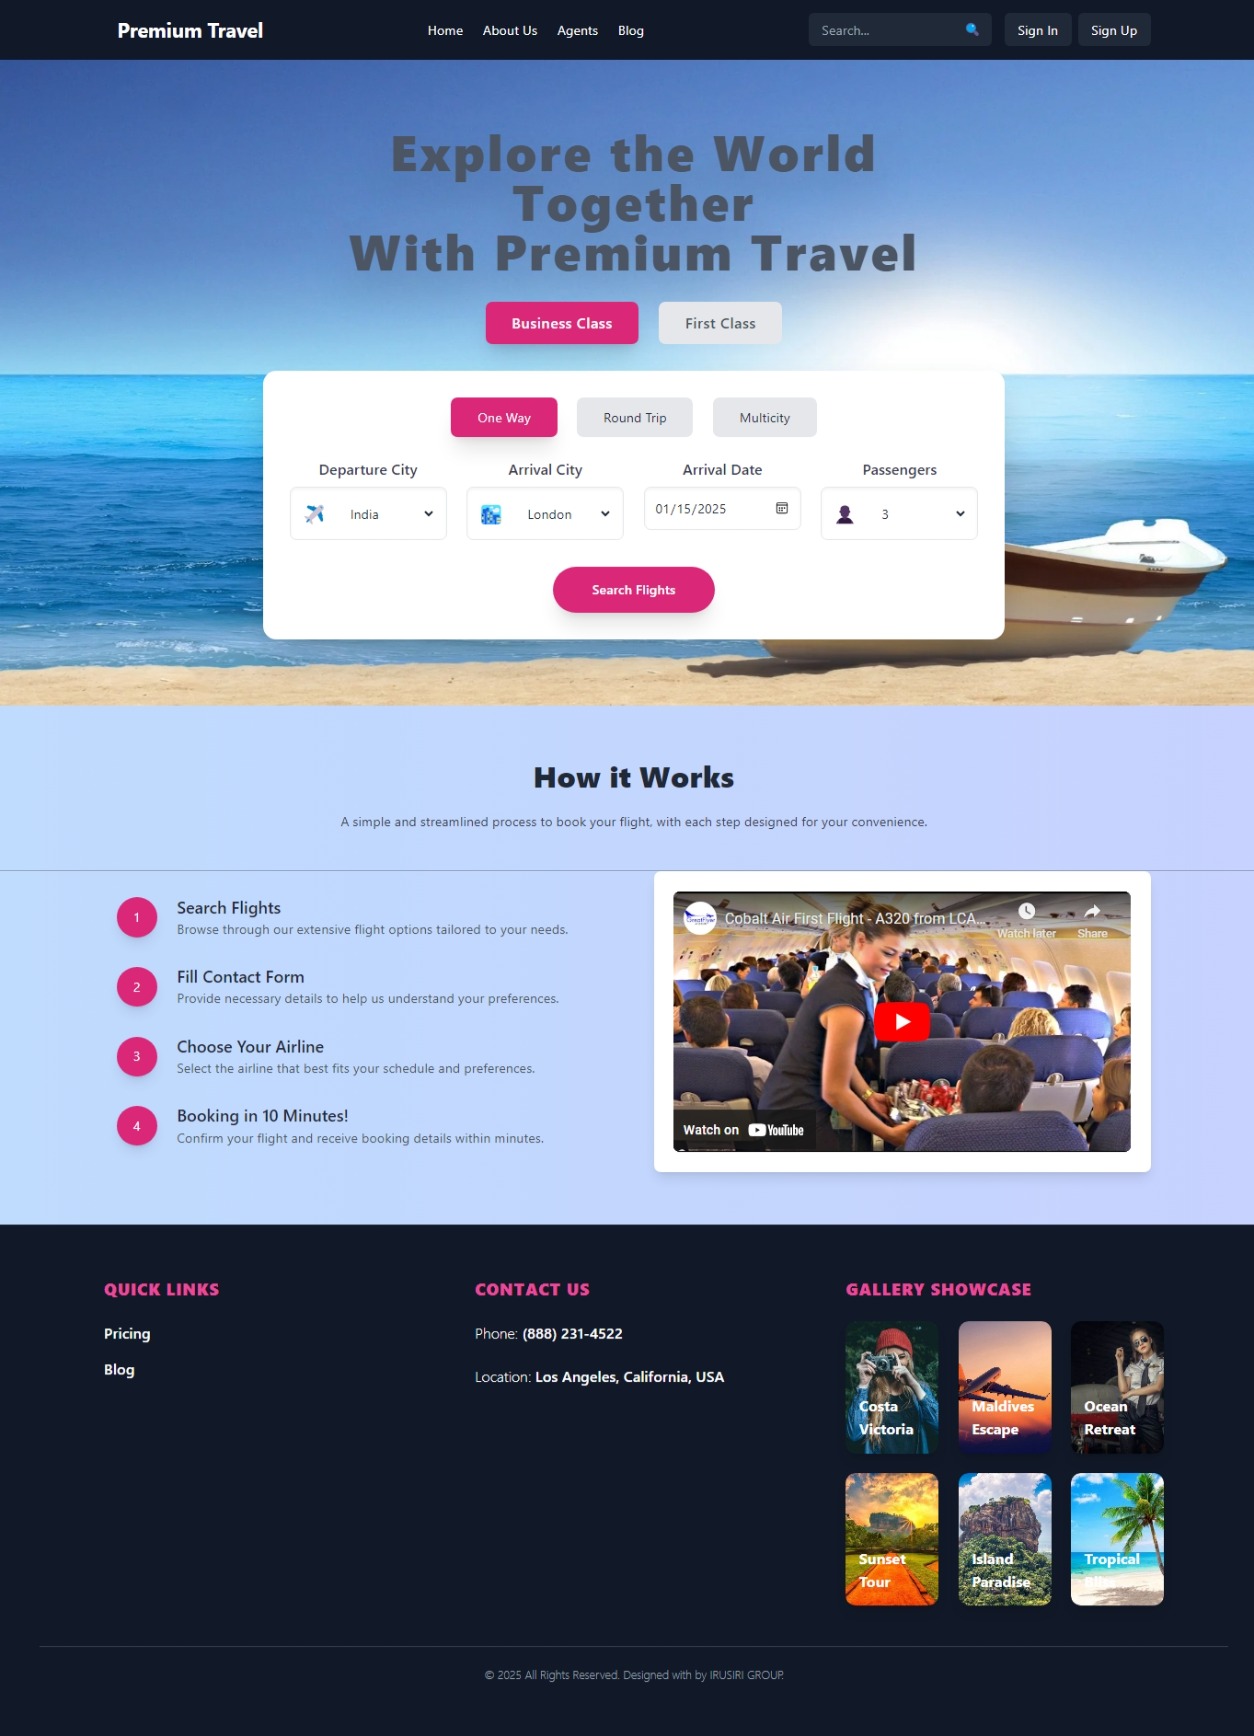 Premium Travel
Home About Us Agents Blog
Search...
Sign In Sign Up
Explore the World
Together
With Premium Travel
Business Class First Class
One Way Round Trip Multicity
Departure City Arrival City Arrival Date Passengers
India London 01/15/2025 3
Search Flights
How it Works
A simple and streamlined process to book your flight, with each step designed for your convenience.
1 Search Flights
Browse through our extensive flight options tailored to your needs.
2 Fill Contact Form
Provide necessary details to help us understand your preferences.
3 Choose Your Airline
Select the airline that best fits your schedule and preferences.
4 Booking in 10 Minutes!
Confirm your flight and receive booking details within minutes.
Cobalt Air First Flight - A320 from LCA...
Watch later Share
Watch on YouTube
QUICK LINKS
Pricing
Blog
CONTACT US
Phone: (888) 231-4522
Location: Los Angeles, California, USA
GALLERY SHOWCASE
Costa
Victoria
Maldives
Escape
Ocean
Retreat
Sunset
Tour
Island
Paradise
Tropical
© 2025 All Rights Reserved. Designed with by IRUSIRI GROUP.